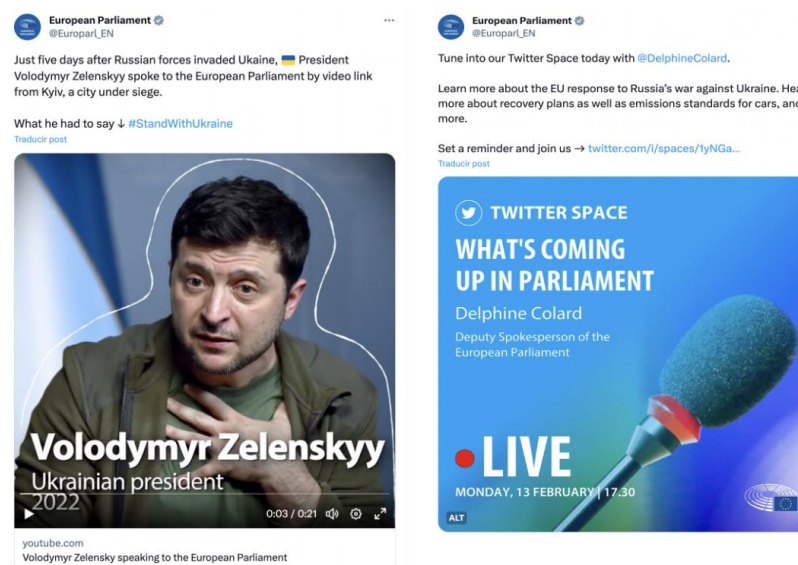 European Parliament
@Europarl_EN
Just five days after Russian forces invaded Ukaine, 🇺🇦 President
Volodymyr Zelenskyy spoke to the European Parliament by video link
from Kyiv, a city under siege.
What he had to say ↓ #StandWithUkraine
Traducir post
Volodymyr Zelenskyy
Ukrainian president
2022
0:03 / 0:21
youtube.com
Volodymyr Zelensky speaking to the European Parliament
European Parliament
@Europarl_EN
Tune into our Twitter Space today with @DelphineColard.
Learn more about the EU response to Russia's war against Ukraine.
more about recovery plans as well as emissions standards for cars,
more.
Set a reminder and join us → twitter.com/i/spaces/1yNGa...
Traducir post
TWITTER SPACE
WHAT'S COMING
UP IN PARLIAMENT
Delphine Colard
Deputy Spokesperson of the
European Parliament
LIVE
MONDAY, 13 FEBRUARY | 17.30
ALT